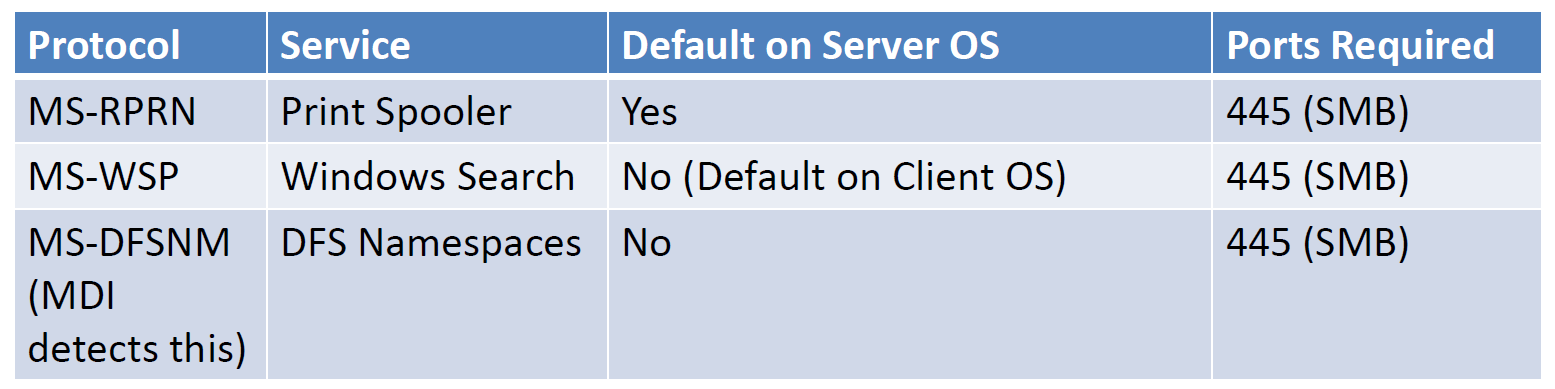 Protocol Service Default on Server OS Ports Required
MS-RPRN Print Spooler Yes 445 (SMB)
MS-WSP Windows Search No (Default on Client OS) 445 (SMB)
MS-DFSNM DFS Namespaces No 445 (SMB)
(MDI
detects this)